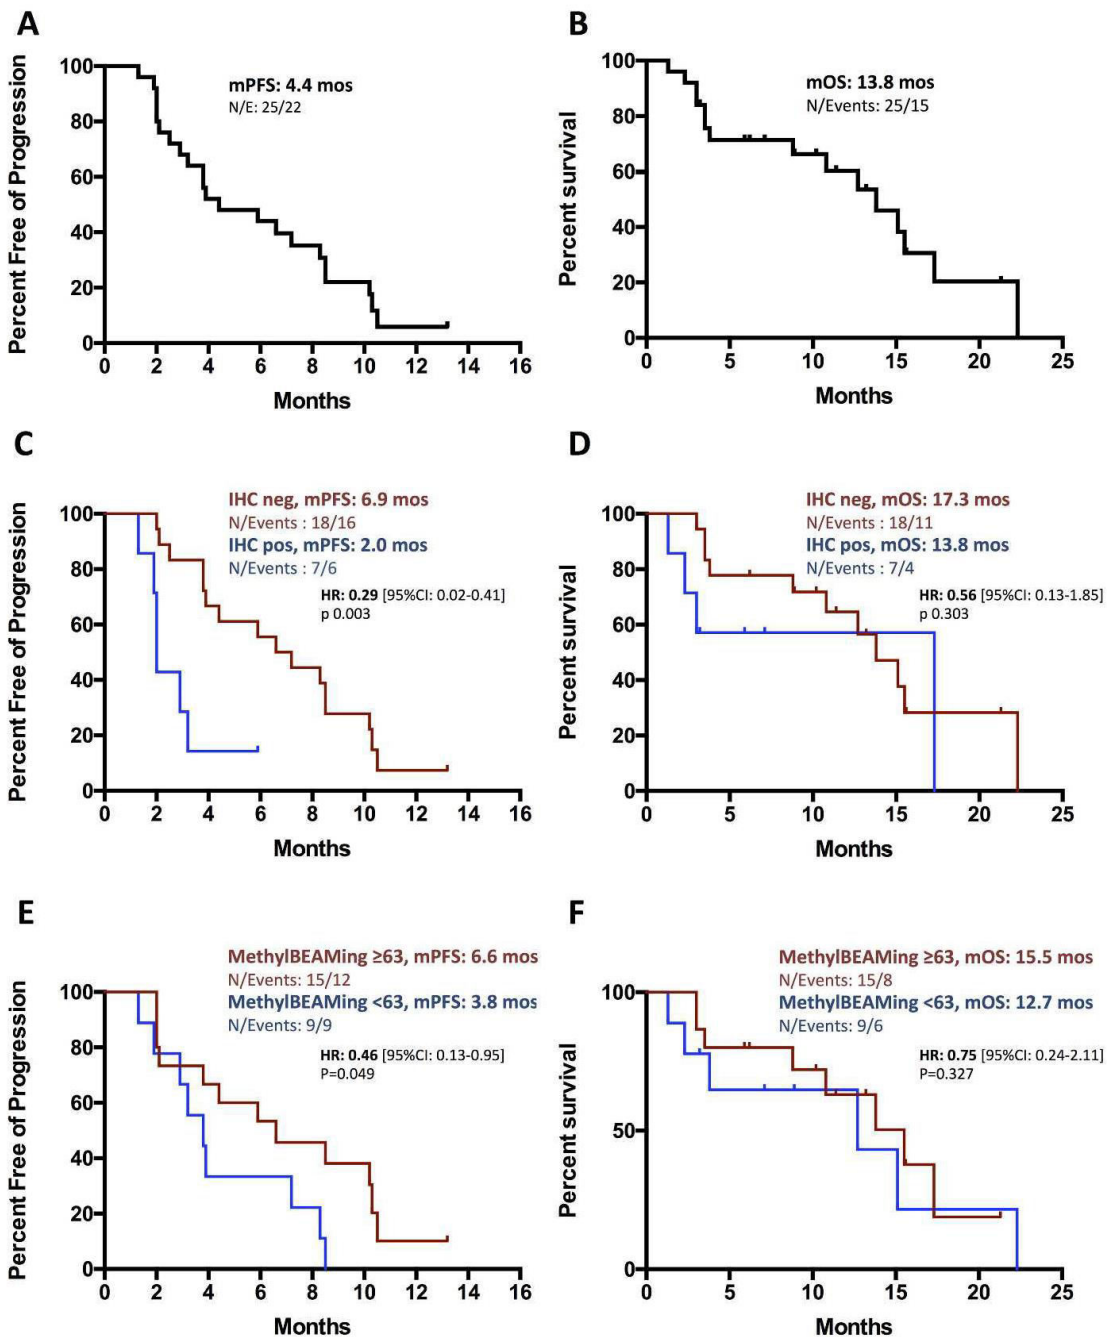 A
Percent Free of Progression
100
80
60
40
20
0
mPFS: 4.4 mos
N/E: 25/22
0 2 4 6 8 10 12 14 16
Months
B
Percent survival
100
80
60
40
20
0
mOS: 13.8 mos
N/Events: 25/15
0 5 10 15 20 25
Months
C
Percent Free of Progression
100
80
60
40
20
0
IHC neg, mPFS: 6.9 mos
N/Events : 18/16
IHC pos, mPFS: 2.0 mos
N/Events : 7/6
HR: 0.29 [95%CI: 0.02-0.41]
p 0.003
0 2 4 6 8 10 12 14 16
Months
D
Percent survival
100
80
60
40
20
0
IHC neg, mOS: 17.3 mos
N/Events : 18/11
IHC pos, mOS: 13.8 mos
N/Events : 7/4
HR: 0.56 [95%CI: 0.13-1.85]
p 0.303
0 5 10 15 20 25
Months
E
Percent Free of Progression
100
80
60
40
20
0
MethylBEAMing ≥63, mPFS: 6.6 mos
N/Events: 15/12
MethylBEAMing <63, mPFS: 3.8 mos
N/Events: 9/9
HR: 0.46 [95%CI: 0.13-0.95]
P=0.049
0 2 4 6 8 10 12 14 16
Months
F
Percent survival
100
50
0
MethylBEAMing ≥63, mOS: 15.5 mos
N/Events: 15/8
MethylBEAMing <63, mOS: 12.7 mos
N/Events: 9/6
HR: 0.75 [95%CI: 0.24-2.11]
P=0.327
0 5 10 15 20 25
Months